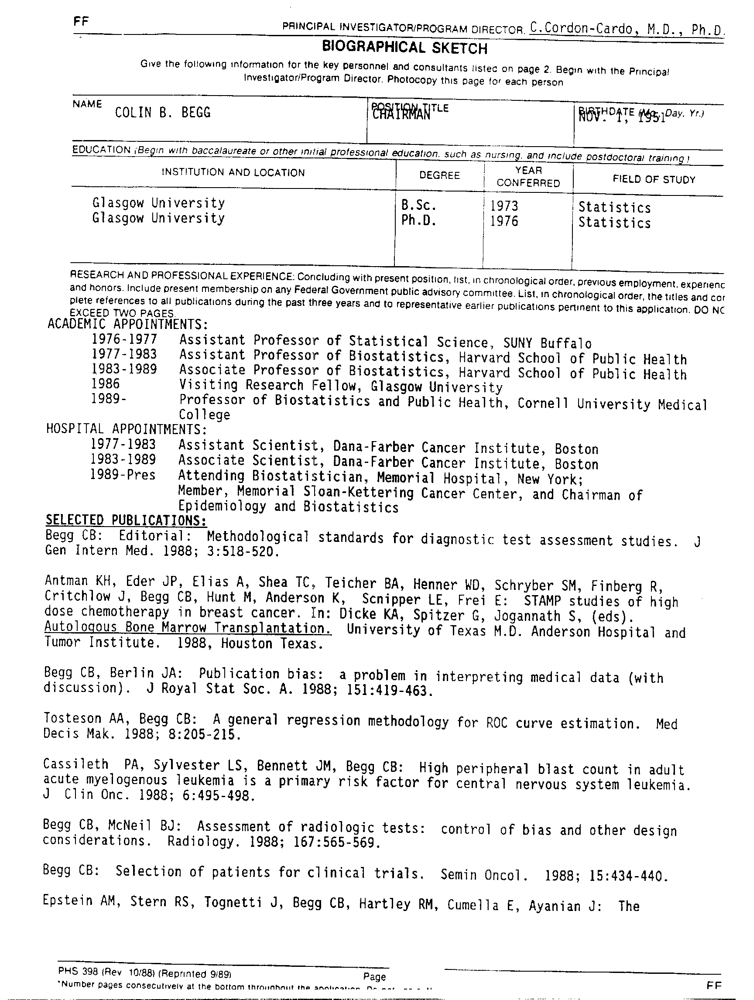 FF
PRINCIPAL INVESTIGATOR/PROGRAM DIRECTOR. C.Cordon-Cardo, M.D., Ph.D.
BIOGRAPHICAL SKETCH
Give the following information for the key personnel and consultants listed on page 2. Begin with the Principal
Investigator/Program Director. Photocopy this page for each person
NAME POSITION TITLE BIRTHDATE (Mo., Day. Yr.)
COLIN B. BEGG CHAIRMAN NOV. 1, 1951
EDUCATION (Begin with baccalaureate or other initial professional education, such as nursing, and include postdoctoral training)
INSTITUTION AND LOCATION DEGREE YEAR CONFERRED FIELD OF STUDY
Glasgow University B.Sc. 1973 Statistics
Glasgow University Ph.D. 1976 Statistics
RESEARCH AND PROFESSIONAL EXPERIENCE: Concluding with present position, list, in chronological order, previous employment, experienc
and honors. Include present membership on any Federal Government public advisory committee. List, in chronological order, the titles and com
plete references to all publications during the past three years and to representative earlier publications pertinent to this application. DO NC
EXCEED TWO PAGES.
ACADEMIC APPOINTMENTS:
1976-1977 Assistant Professor of Statistical Science, SUNY Buffalo
1977-1983 Assistant Professor of Biostatistics, Harvard School of Public Health
1983-1989 Associate Professor of Biostatistics, Harvard School of Public Health
1986 Visiting Research Fellow, Glasgow University
1989- Professor of Biostatistics and Public Health, Cornell University Medical
College
HOSPITAL APPOINTMENTS:
1977-1983 Assistant Scientist, Dana-Farber Cancer Institute, Boston
1983-1989 Associate Scientist, Dana-Farber Cancer Institute, Boston
1989-Pres Attending Biostatistician, Memorial Hospital, New York;
Member, Memorial Sloan-Kettering Cancer Center, and Chairman of
Epidemiology and Biostatistics
SELECTED PUBLICATIONS:
Begg CB: Editorial: Methodological standards for diagnostic test assessment studies. J
Gen Intern Med. 1988; 3:518-520.
Antman KH, Eder JP, Elias A, Shea TC, Teicher BA, Henner WD, Schryber SM, Finberg R,
Critchlow J, Begg CB, Hunt M, Anderson K, Scnipper LE, Frei E: STAMP studies of high
dose chemotherapy in breast cancer. In: Dicke KA, Spitzer G, Jogannath S, (eds).
Autologous Bone Marrow Transplantation. University of Texas M.D. Anderson Hospital and
Tumor Institute. 1988, Houston Texas.
Begg CB, Berlin JA: Publication bias: a problem in interpreting medical data (with
discussion). J Royal Stat Soc. A. 1988; 151:419-463.
Tosteson AA, Begg CB: A general regression methodology for ROC curve estimation. Med
Decis Mak. 1988; 8:205-215.
Cassileth PA, Sylvester LS, Bennett JM, Begg CB: High peripheral blast count in adult
acute myelogenous leukemia is a primary risk factor for central nervous system leukemia.
J Clin Onc. 1988; 6:495-498.
Begg CB, McNeil BJ: Assessment of radiologic tests: control of bias and other design
considerations. Radiology. 1988; 167:565-569.
Begg CB: Selection of patients for clinical trials. Semin Oncol. 1988; 15:434-440.
Epstein AM, Stern RS, Tognetti J, Begg CB, Hartley RM, Cumella E, Ayanian J: The
PHS 398 (Rev 10/88) (Reprinted 9/89) Page
*Number pages consecutively at the bottom throughout the application. FF